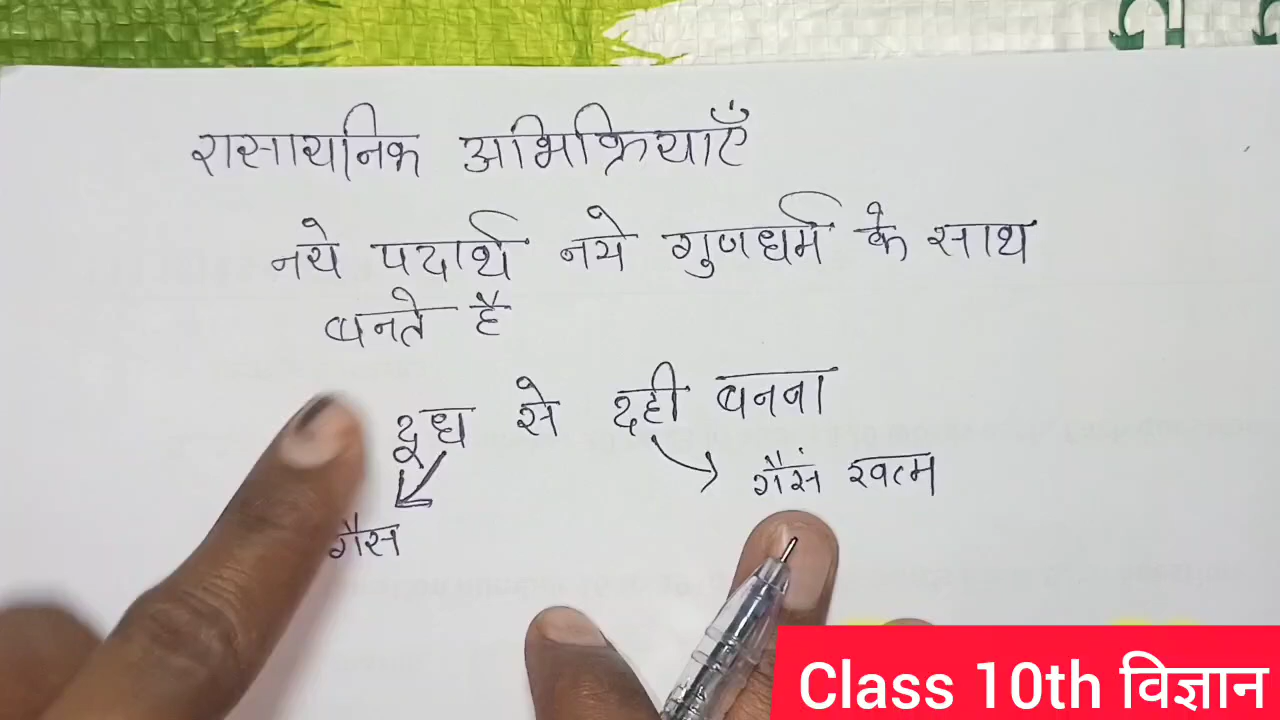 रासायनिक अभिक्रियाएँ
नये पदार्थ नये गुणधर्म के साथ
बनते है
दूध से दही बनना
गैसं खत्म
गैस
Class 10th विज्ञान